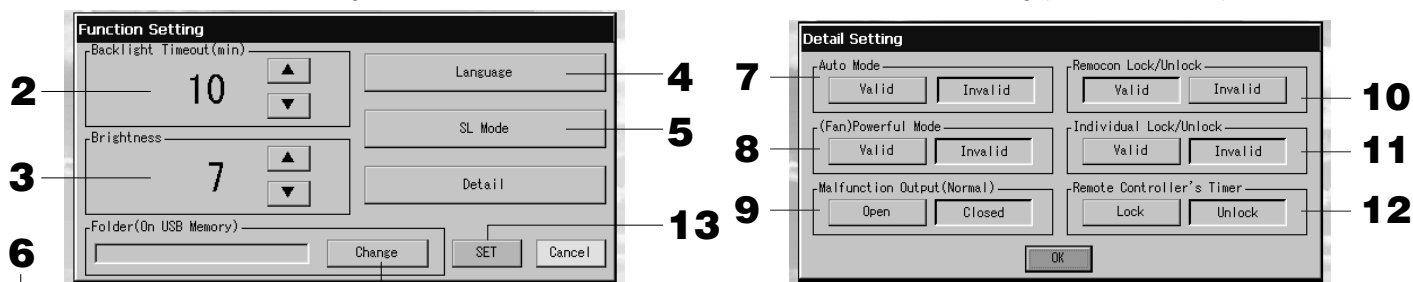 Function Setting
Backlight Timeout(min)
10
▲
▼
Brightness
7
▲
▼
Folder(On USB Memory)
Change
Language
SL Mode
Detail
SET
Cancel
2
3
6
4
5
13
Detail Setting
Auto Mode
Valid Invalid
(Fan)Powerful Mode
Valid Invalid
Malfunction Output(Normal)
Open Closed
Remocon Lock/Unlock
Valid Invalid
Individual Lock/Unlock
Valid Invalid
Remote Controller's Timer
Lock Unlock
OK
7
8
9
10
11
12